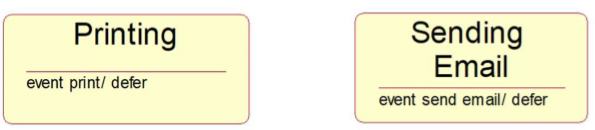 Printing
event print/ defer
Sending
Email
event send email/ defer